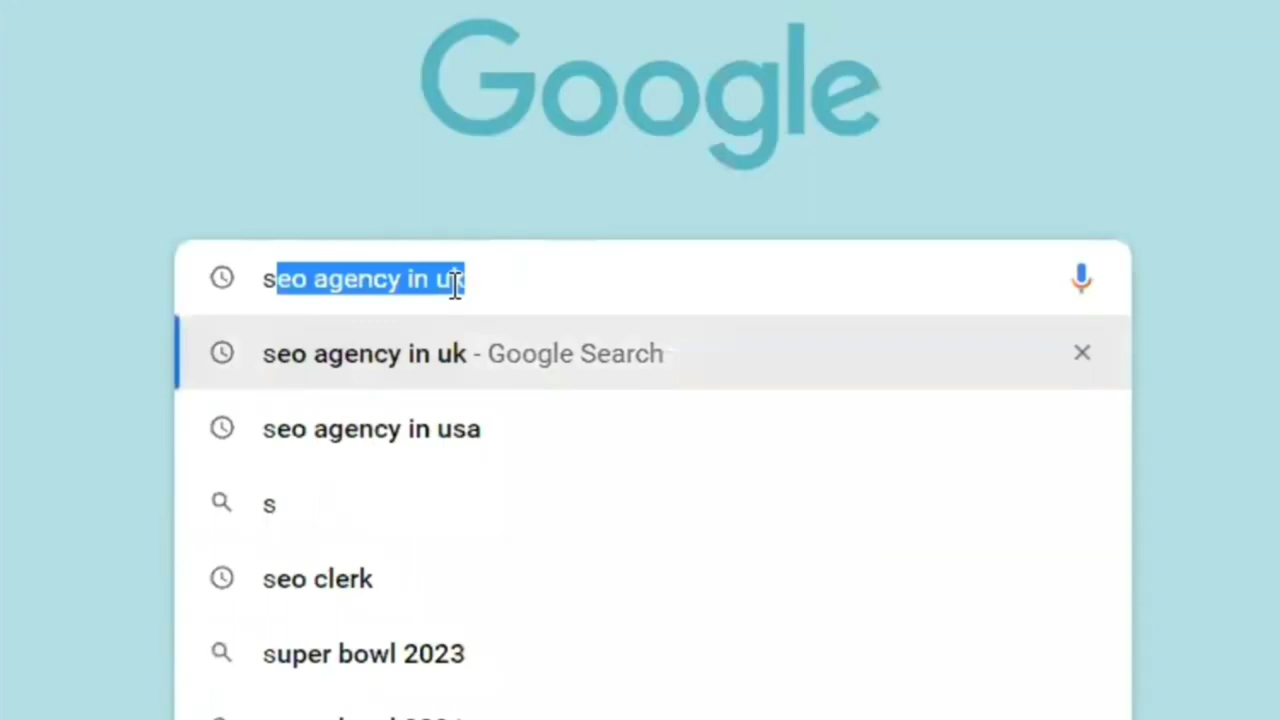 Google
seo agency in uk
seo agency in uk - Google Search
seo agency in usa
s
seo clerk
super bowl 2023